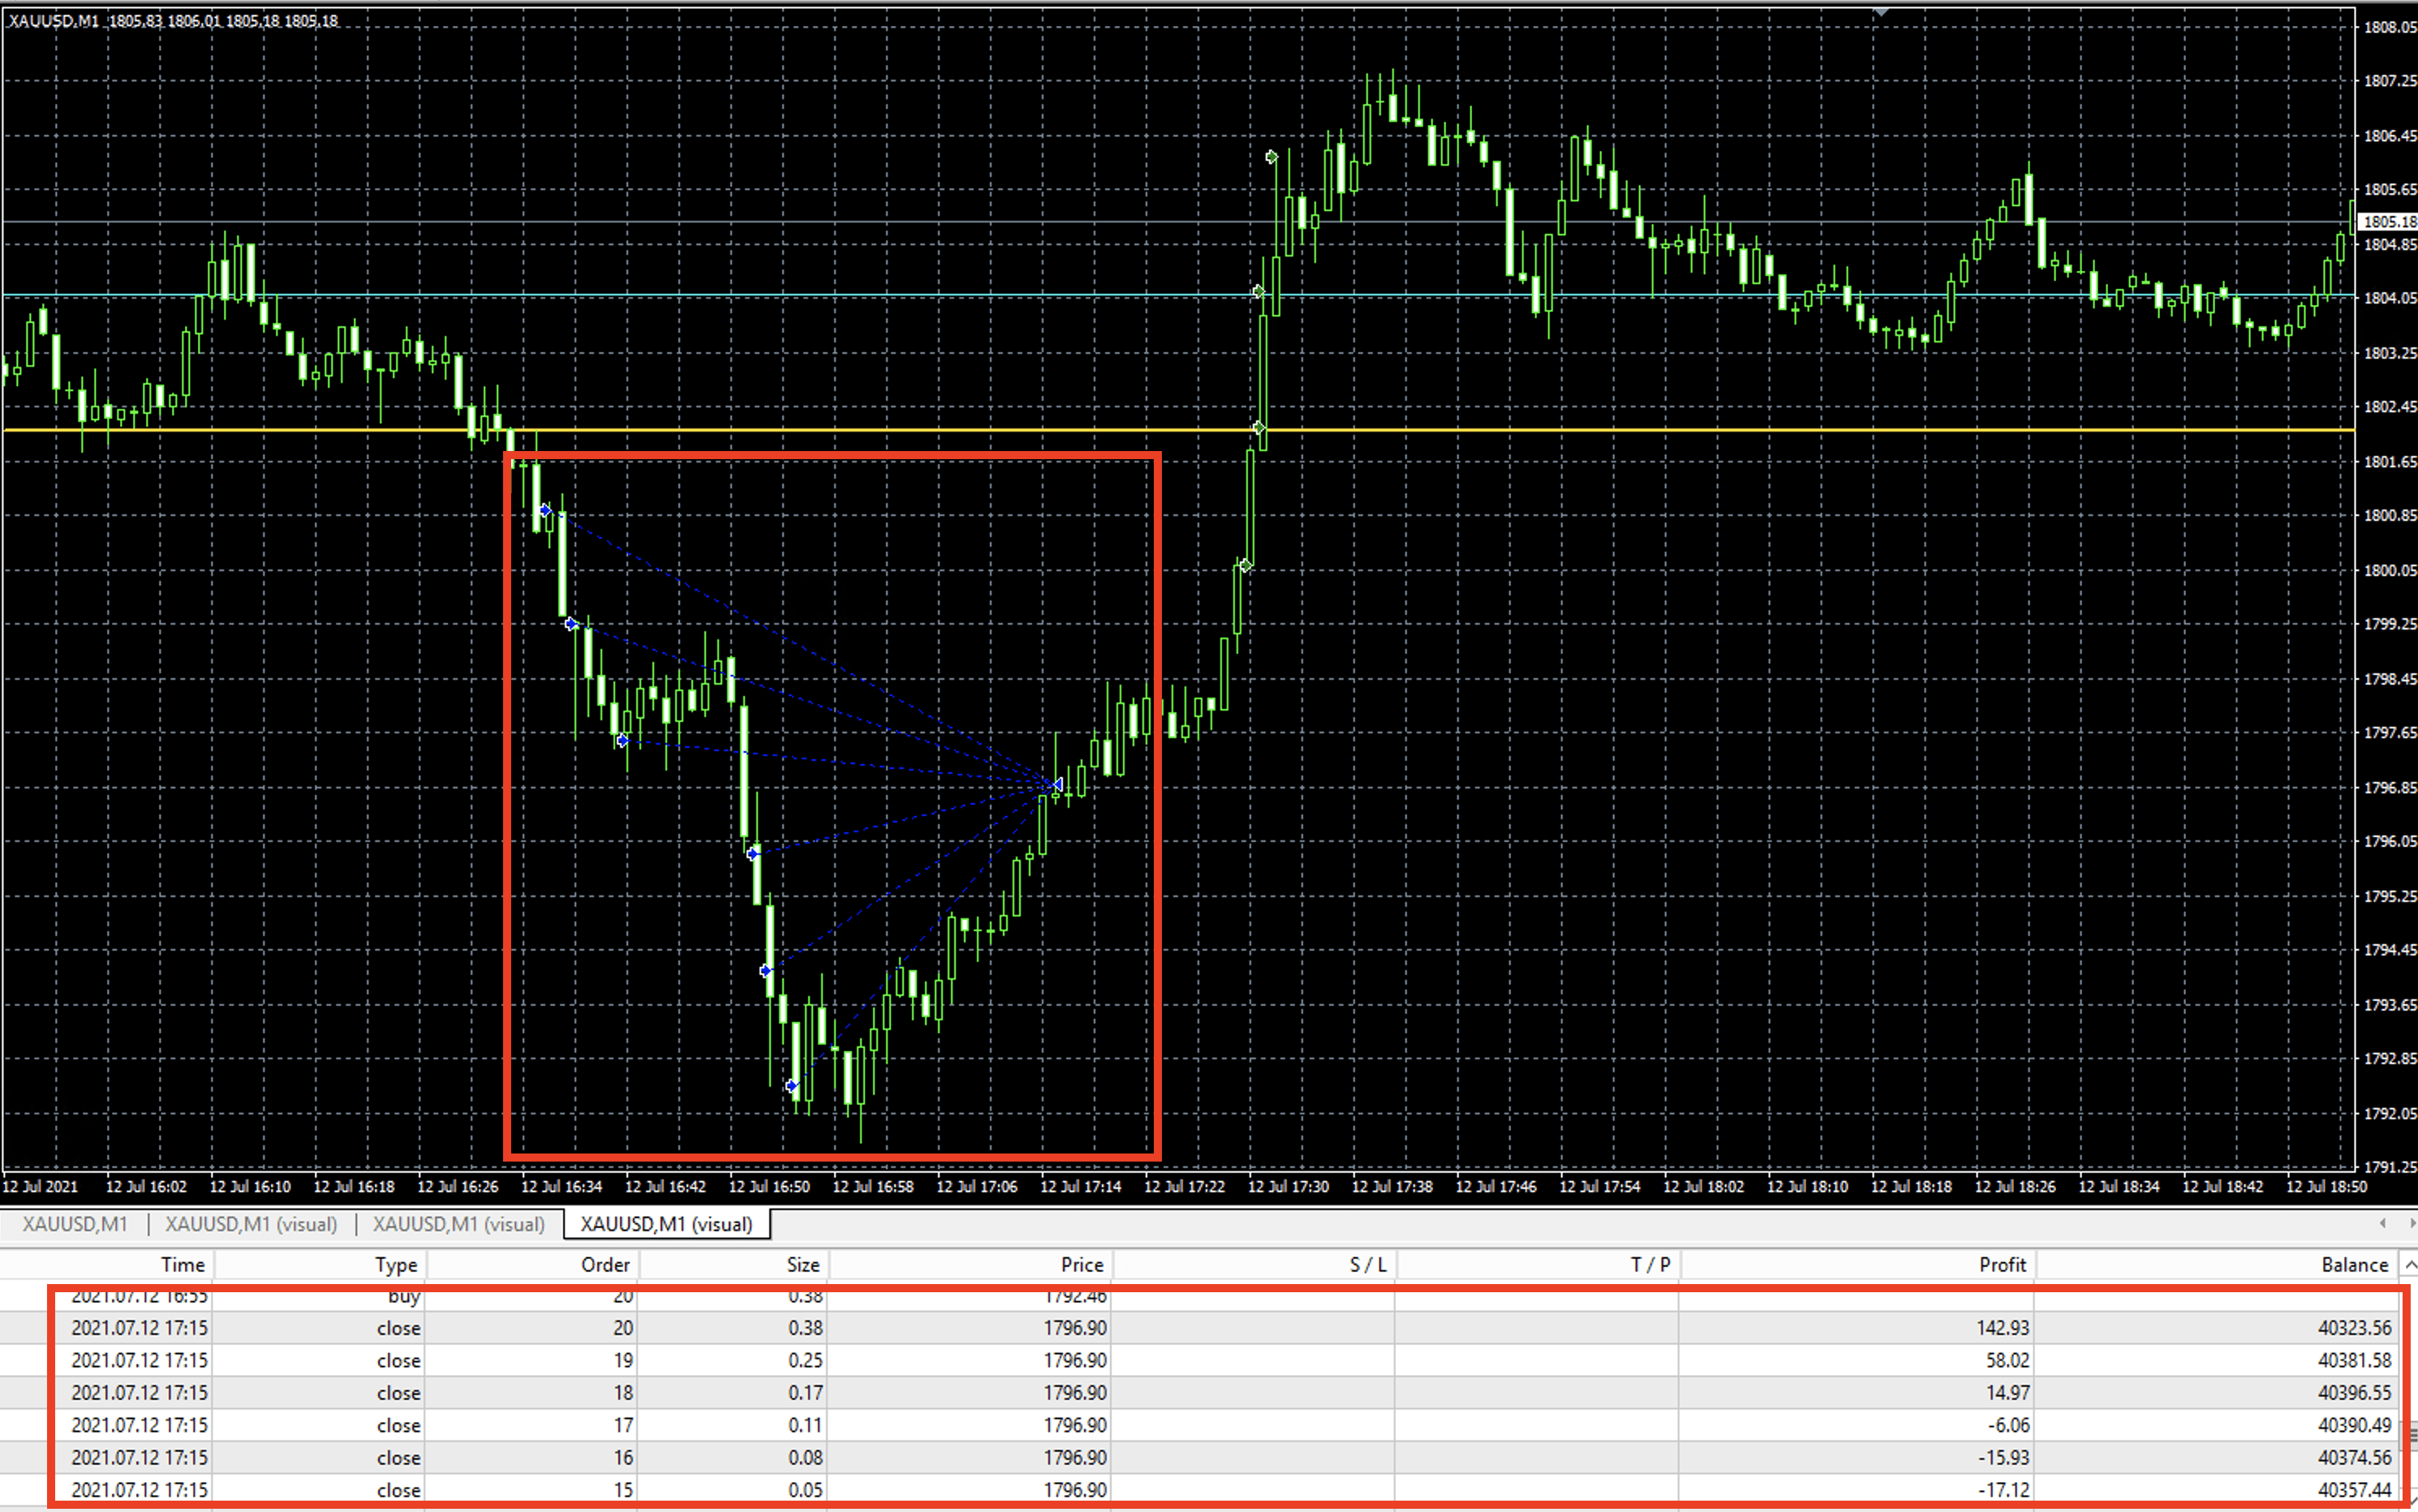 XAUUSD,M1 1805.83 1806.01 1805.18 1805.18
1808.05
1807.25
1806.45
1805.65
1805.18
1804.85
1804.05
1803.25
1802.45
1801.65
1800.85
1800.05
1799.25
1798.45
1797.65
1796.85
1796.05
1795.25
1794.45
1793.65
1792.85
1792.05
1791.25
12 Jul 2021 12 Jul 16:02 12 Jul 16:10 12 Jul 16:18 12 Jul 16:26 12 Jul 16:34 12 Jul 16:42 12 Jul 16:50 12 Jul 16:58 12 Jul 17:06 12 Jul 17:14 12 Jul 17:22 12 Jul 17:30 12 Jul 17:38 12 Jul 17:46 12 Jul 17:54 12 Jul 18:02 12 Jul 18:10 12 Jul 18:18 12 Jul 18:26 12 Jul 18:34 12 Jul 18:42 12 Jul 18:50
XAUUSD,M1 XAUUSD,M1 (visual) XAUUSD,M1 (visual) XAUUSD,M1 (visual)
Time Type Order Size Price S / L T / P Profit Balance
2021.07.12 16:55 buy 20 0.38 1792.46
2021.07.12 17:15 close 20 0.38 1796.90 142.93 40323.56
2021.07.12 17:15 close 19 0.25 1796.90 58.02 40381.58
2021.07.12 17:15 close 18 0.17 1796.90 14.97 40396.55
2021.07.12 17:15 close 17 0.11 1796.90 -6.06 40390.49
2021.07.12 17:15 close 16 0.08 1796.90 -15.93 40374.56
2021.07.12 17:15 close 15 0.05 1796.90 -17.12 40357.44